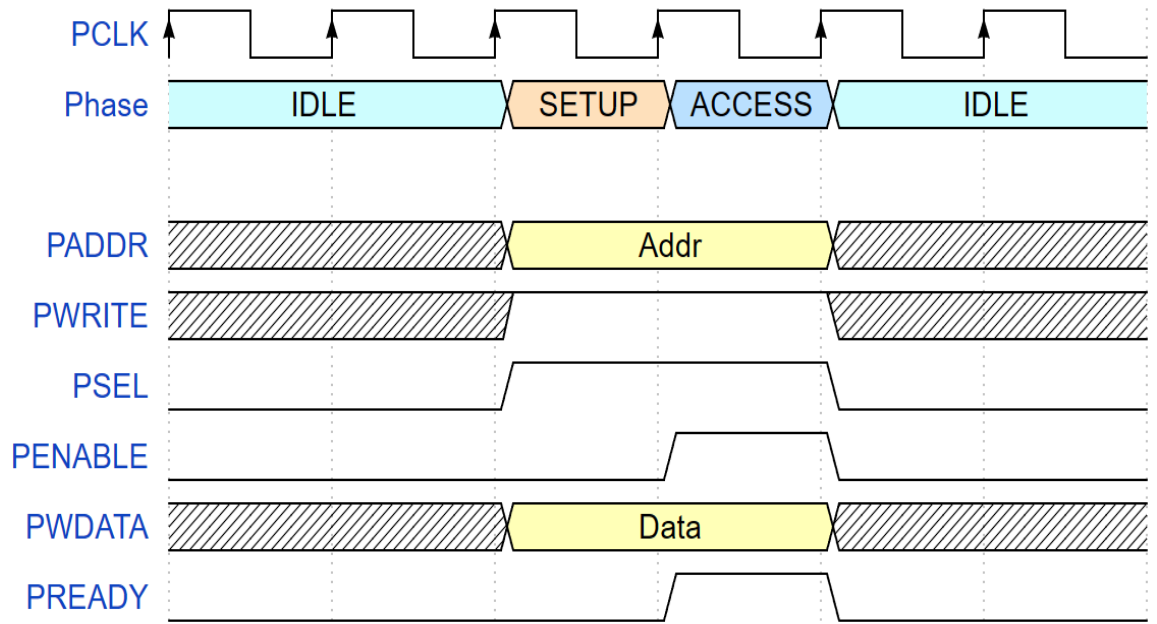 PCLK
Phase IDLE SETUP ACCESS IDLE
PADDR Addr
PWRITE
PSEL
PENABLE
PWDATA Data
PREADY